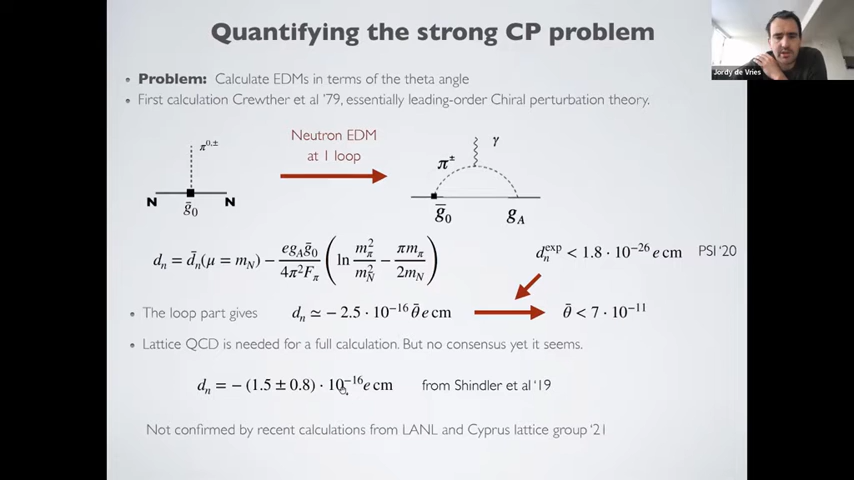 Quantifying the strong CP problem
Jordy de Vries
• Problem: Calculate EDMs in terms of the theta angle
• First calculation Crewther et al '79, essentially leading-order Chiral perturbation theory.
Neutron EDM
at 1 loop
π⁰,±
N N
ḡ₀
γ
π±
ḡ₀ g_A
d_n = d̄_n(μ = m_N) − (e g_A ḡ₀)/(4π²F_π) (ln m_π²/m_N² − πm_π/2m_N)
d_n^exp < 1.8 · 10⁻²⁶ e cm PSI '20
• The loop part gives d_n ≃ − 2.5 · 10⁻¹⁶ θ̄ e cm θ̄ < 7 · 10⁻¹¹
• Lattice QCD is needed for a full calculation. But no consensus yet it seems.
d_n = − (1.5 ± 0.8) · 10⁻¹⁶ e cm from Shindler et al '19
Not confirmed by recent calculations from LANL and Cyprus lattice group '21